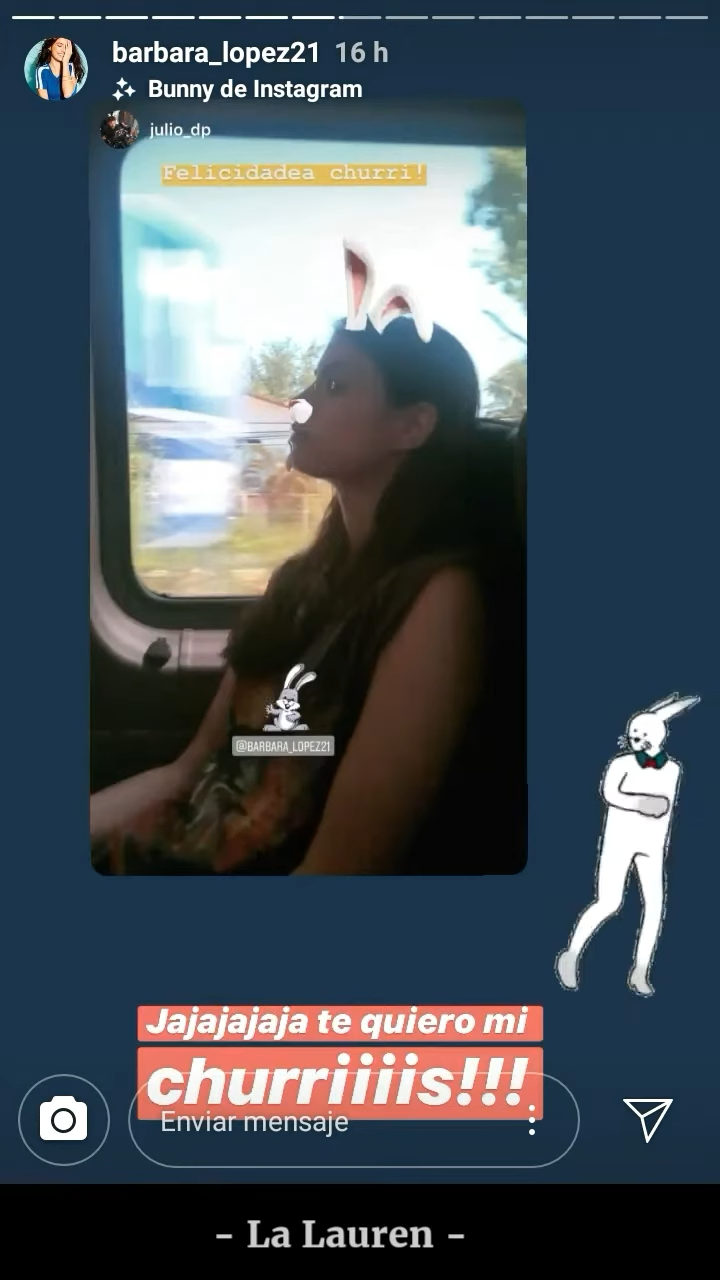 barbara_lopez21 16 h
Bunny de Instagram
julio_dp
Felicidadea churri!
@BARBARA_LOPEZ21
Jajajajaja te quiero mi
churriiiis!!!
Enviar mensaje
- La Lauren -